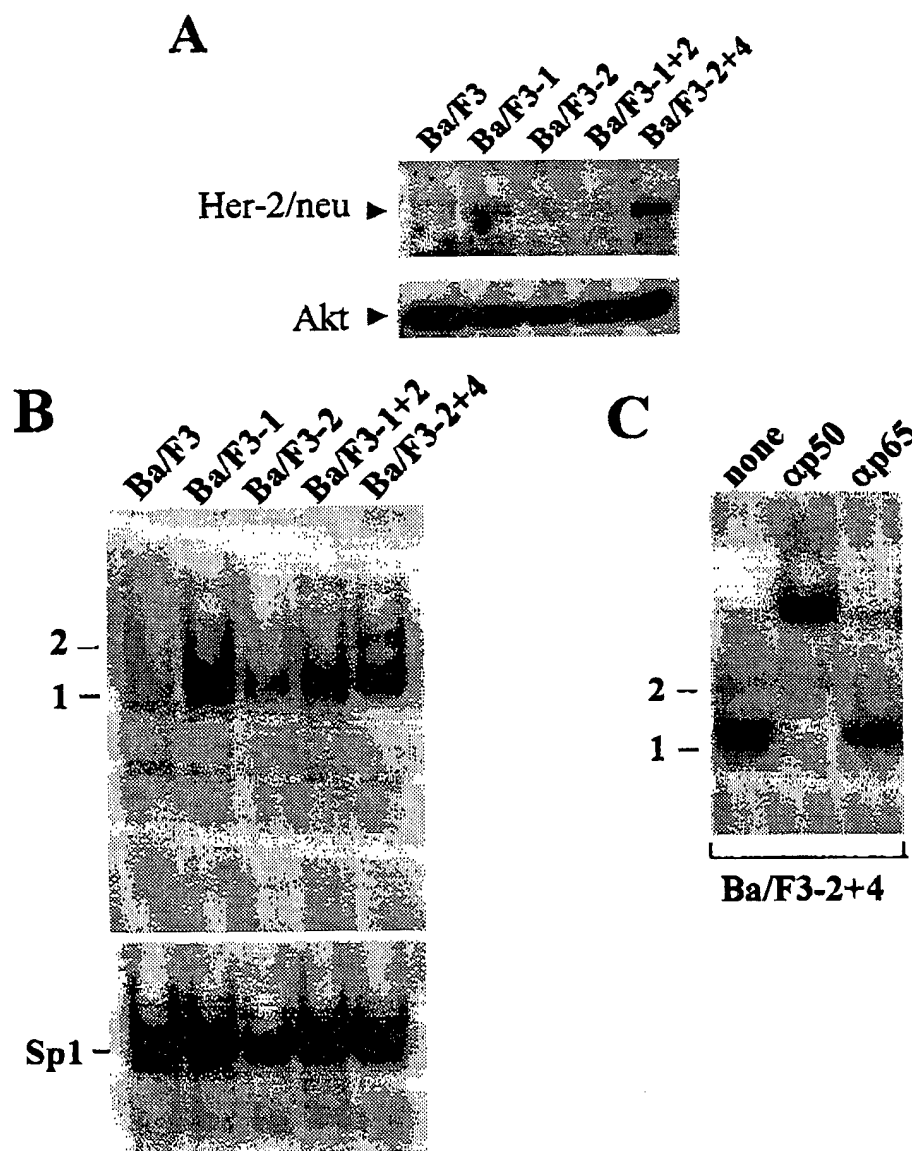 A
Ba/F3
Ba/F3-1
Ba/F3-2
Ba/F3-1+2
Ba/F3-2+4
Her-2/neu
Akt
B
Ba/F3
Ba/F3-1
Ba/F3-2
Ba/F3-1+2
Ba/F3-2+4
2
1
Sp1
C
none
αp50
αp65
2
1
Ba/F3-2+4